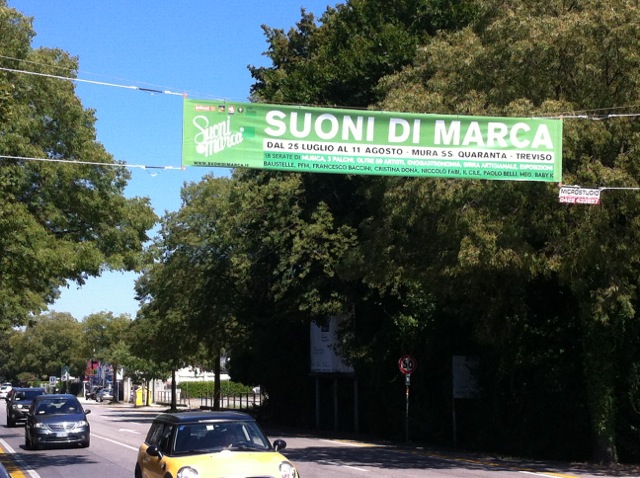 Suoni di marca
WWW.SUONIDIMARCA.IT
SUONI DI MARCA
DAL 25 LUGLIO AL 11 AGOSTO - MURA SS QUARANTA - TREVISO
18 SERATE DI MUSICA, 3 PALCHI, OLTRE 60 ARTISTI, ENOGASTRONOMIA, BIRRA ARTIGIANALE, ESPOSIZIONI
BAUSTELLE, PFM, FRANCESCO BACCINI, CRISTINA DONÀ, NICCOLÒ FABI, IL CILE, PAOLO BELLI, MEG, BABY K
MICROSTUDIO